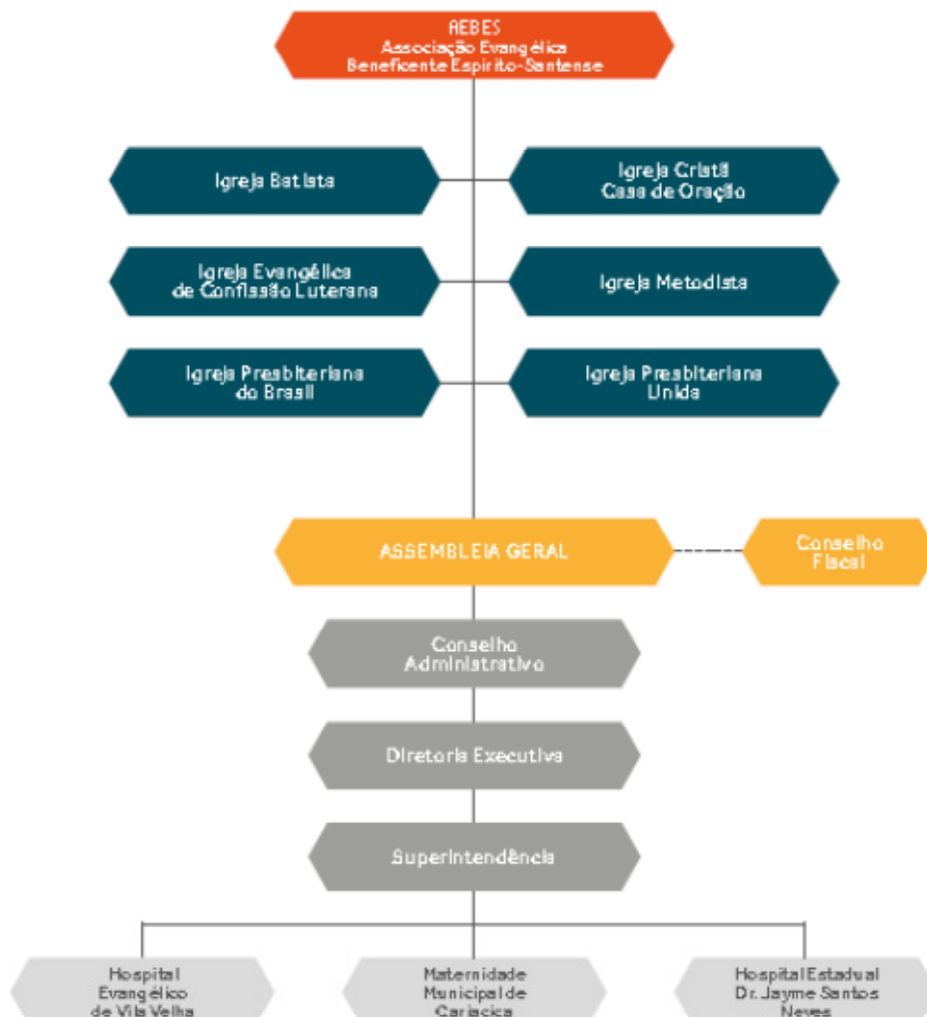 AEBES
Associação Evangélica
Beneficente Espírito-Santense
Igreja Batista
Igreja Cristã
Casa de Oração
Igreja Evangélica
de Confissão Luterana
Igreja Metodista
Igreja Presbiteriana
do Brasil
Igreja Presbiteriana
Unida
ASSEMBLEIA GERAL
Conselho
Fiscal
Conselho
Administrativo
Diretoria Executiva
Superintendência
Hospital
Evangélico
de Vila Velha
Maternidade
Municipal de
Cariacica
Hospital Estadual
Dr. Jayme Santos
Neves